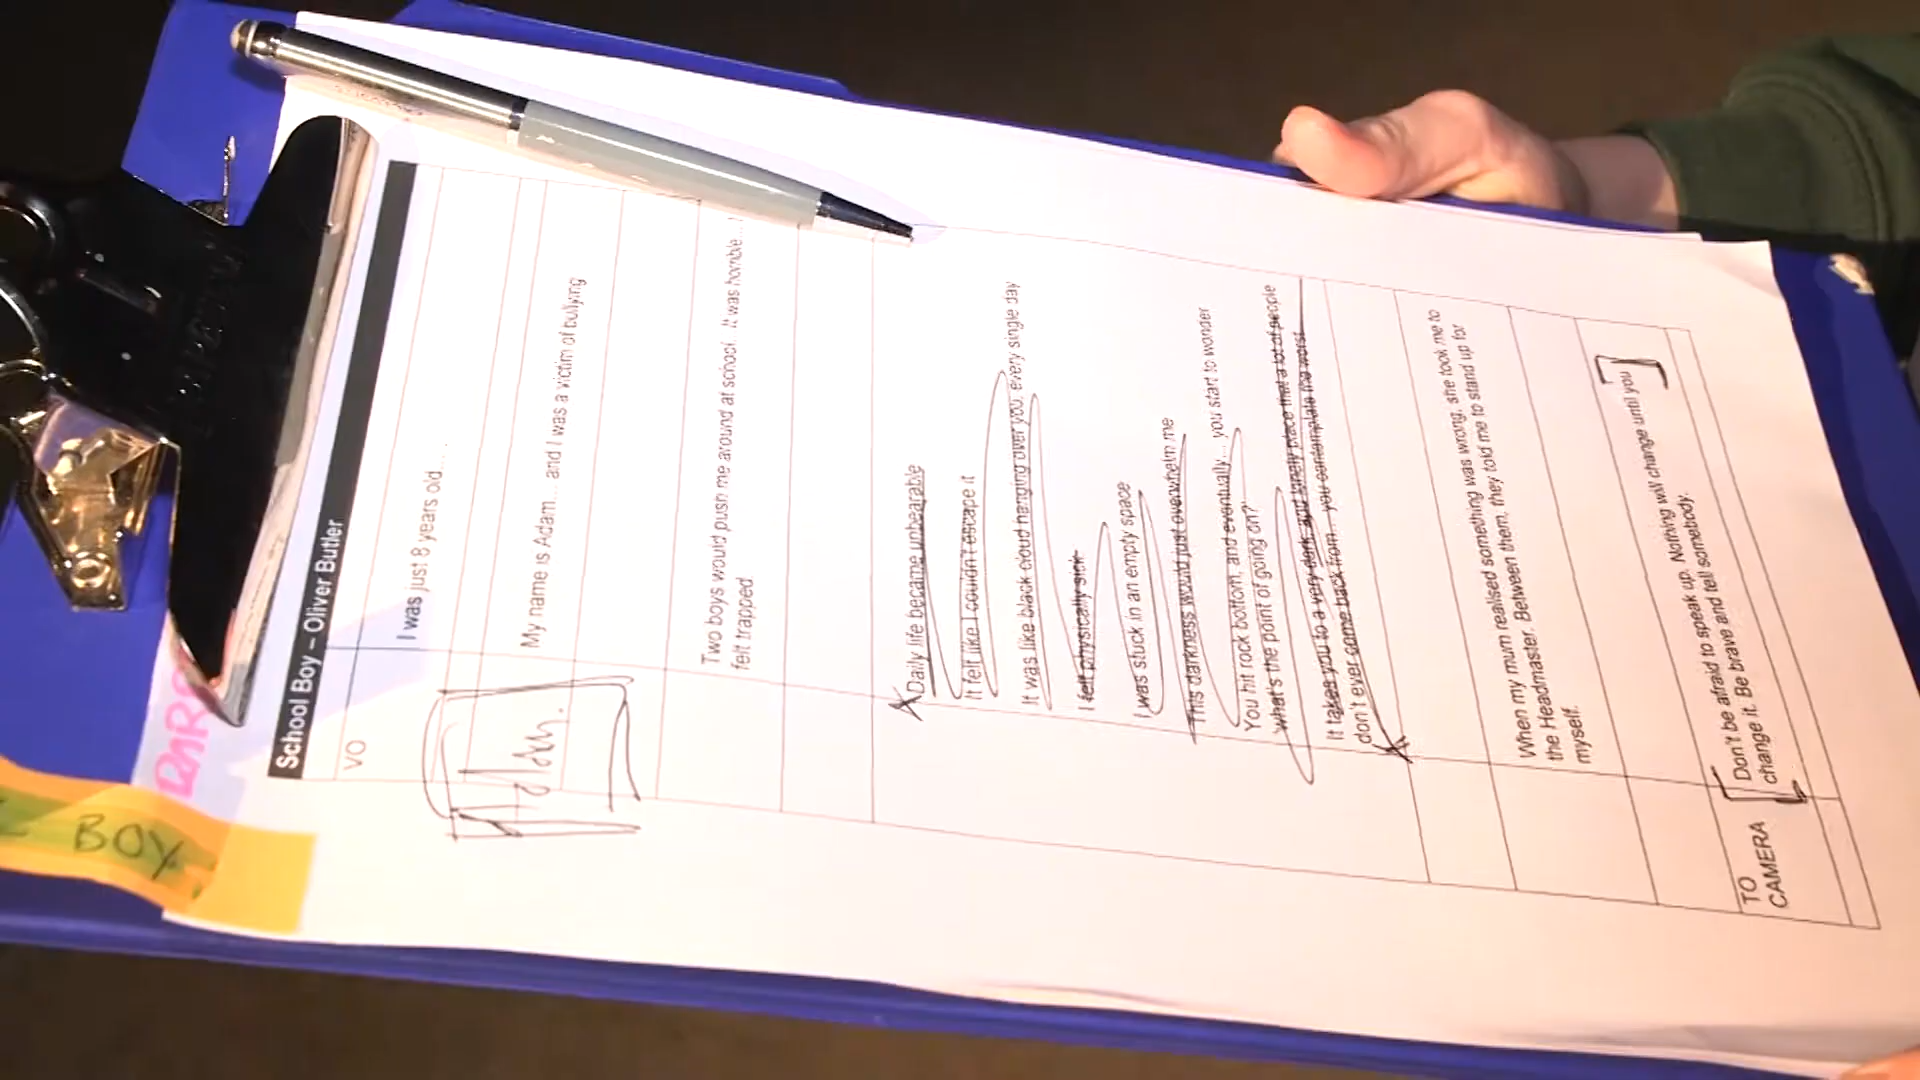 BOY
School Boy – Oliver Butler
VO
I was just 8 years old....
Adam.
My name is Adam... and I was a victim of bullying
Two boys would push me around at school. It was horrible... I
felt trapped
Daily life became unbearable
It felt like I couldn't escape it
It was like black cloud hanging over you, every single day
I felt physically sick
I was stuck in an empty space
This darkness would just overwhelm me
You hit rock bottom, and eventually... you start to wonder
what's the point of going on?"
It takes you to a very dark, and lonely place that a lot of people
don't ever come back from... you contemplate the worst
When my mum realised something was wrong, she took me to
the Headmaster. Between them, they told me to stand up for
myself.
TO
CAMERA
Don't be afraid to speak up. Nothing will change until you
change it. Be brave and tell somebody.